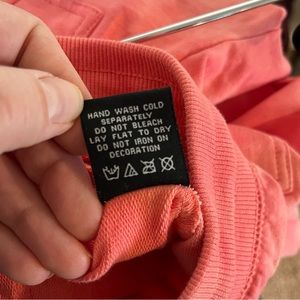 HAND WASH COLD
SEPARATELY
DO NOT BLEACH
LAY FLAT TO DRY
DO NOT IRON ON
DECORATION